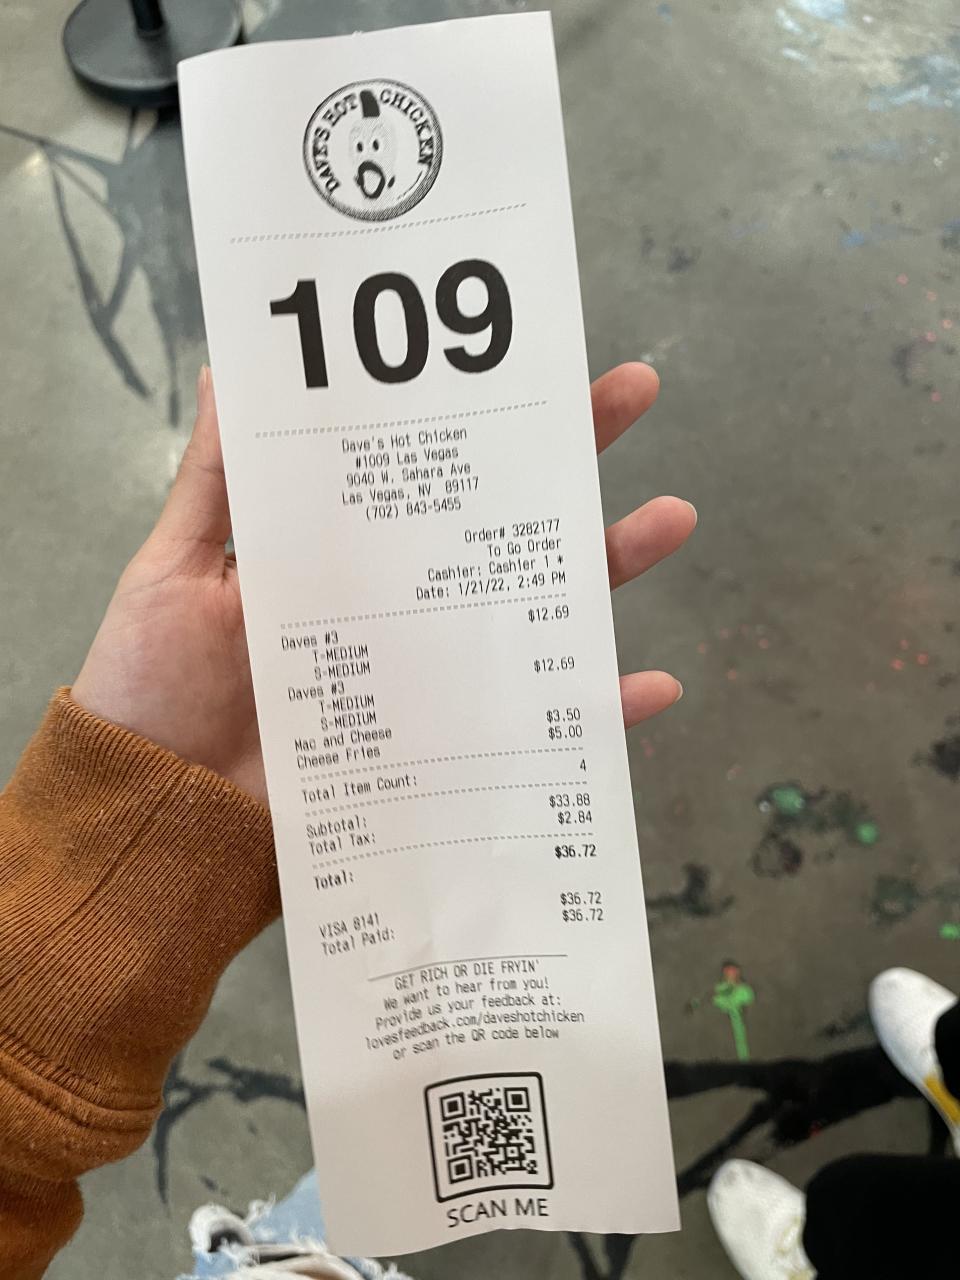 DAVE'S HOT CHICKEN
109
Dave's Hot Chicken
#1009 Las Vegas
9040 W. Sahara Ave
Las Vegas, NV 89117
(702) 843-5455
Order# 3282177
To Go Order
Cashier: Cashier 1 *
Date: 1/21/22, 2:49 PM
Daves #3 $12.69
T-MEDIUM
S-MEDIUM
Daves #3 $12.69
T-MEDIUM
S-MEDIUM
Mac and Cheese $3.50
Cheese Fries $5.00
Total Item Count: 4
Subtotal: $33.88
Total Tax: $2.84
Total: $36.72
VISA 8141 $36.72
Total Paid: $36.72
GET RICH OR DIE FRYIN'
We want to hear from you!
Provide us your feedback at:
lovesfeedback.com/daveshotchicken
or scan the QR code below
SCAN ME